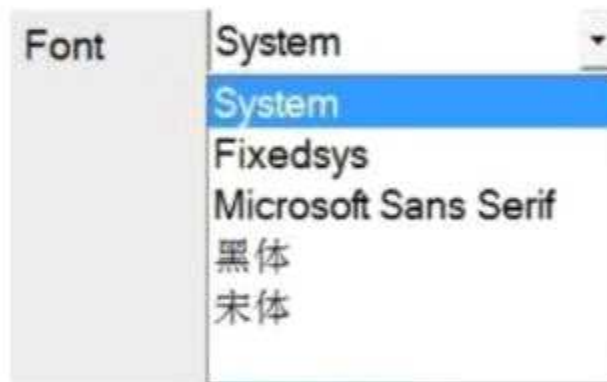 Font System
System
Fixedsys
Microsoft Sans Serif
黑体
宋体